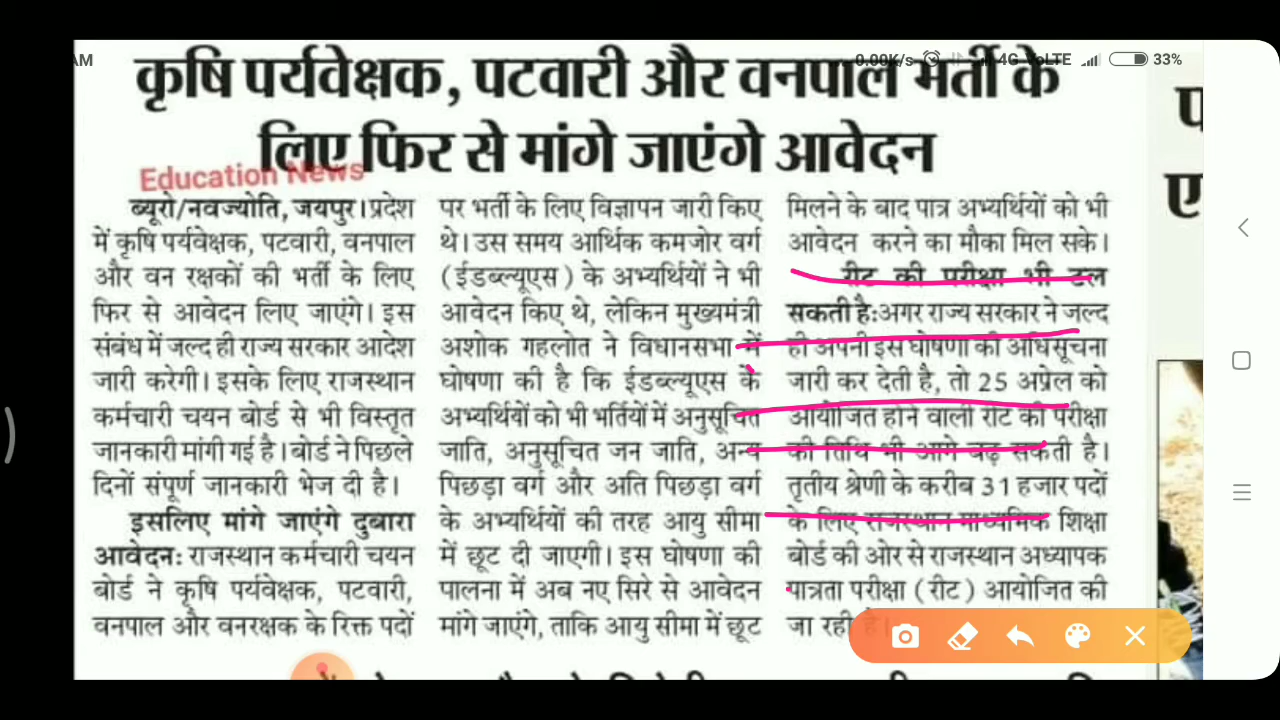 AM
0.00K/s 4G VoLTE 33%
कृषि पर्यवेक्षक, पटवारी और वनपाल भर्ती के
लिए फिर से मांगे जाएंगे आवेदन
Education News
ब्यूरो/नवज्योति, जयपुर। प्रदेश
में कृषि पर्यवेक्षक, पटवारी, वनपाल
और वन रक्षकों की भर्ती के लिए
फिर से आवेदन लिए जाएंगे। इस
संबंध में जल्द ही राज्य सरकार आदेश
जारी करेगी। इसके लिए राजस्थान
कर्मचारी चयन बोर्ड से भी विस्तृत
जानकारी मांगी गई है। बोर्ड ने पिछले
दिनों संपूर्ण जानकारी भेज दी है।
इसलिए मांगे जाएंगे दुबारा
आवेदन: राजस्थान कर्मचारी चयन
बोर्ड ने कृषि पर्यवेक्षक, पटवारी,
वनपाल और वनरक्षक के रिक्त पदों
पर भर्ती के लिए विज्ञापन जारी किए
थे। उस समय आर्थिक कमजोर वर्ग
(ईडब्ल्यूएस) के अभ्यर्थियों ने भी
आवेदन किए थे, लेकिन मुख्यमंत्री
अशोक गहलोत ने विधानसभा में
घोषणा की है कि ईडब्ल्यूएस के
अभ्यर्थियों को भी भर्तियों में अनुसूचित
जाति, अनुसूचित जन जाति, अन्य
पिछड़ा वर्ग और अति पिछड़ा वर्ग
के अभ्यर्थियों की तरह आयु सीमा
में छूट दी जाएगी। इस घोषणा की
पालना में अब नए सिरे से आवेदन
मांगे जाएंगे, ताकि आयु सीमा में छूट
मिलने के बाद पात्र अभ्यर्थियों को भी
आवेदन करने का मौका मिल सके।
रीट की परीक्षा भी टल
सकती है: अगर राज्य सरकार ने जल्द
ही अपनी इस घोषणा की अधिसूचना
जारी कर देती है, तो 25 अप्रेल को
आयोजित होने वाली रीट की परीक्षा
की तिथि भी आगे बढ़ सकती है।
तृतीय श्रेणी के करीब 31 हजार पदों
के लिए राजस्थान माध्यमिक शिक्षा
बोर्ड की ओर से राजस्थान अध्यापक
पात्रता परीक्षा (रीट) आयोजित की
जा रही है।
ए